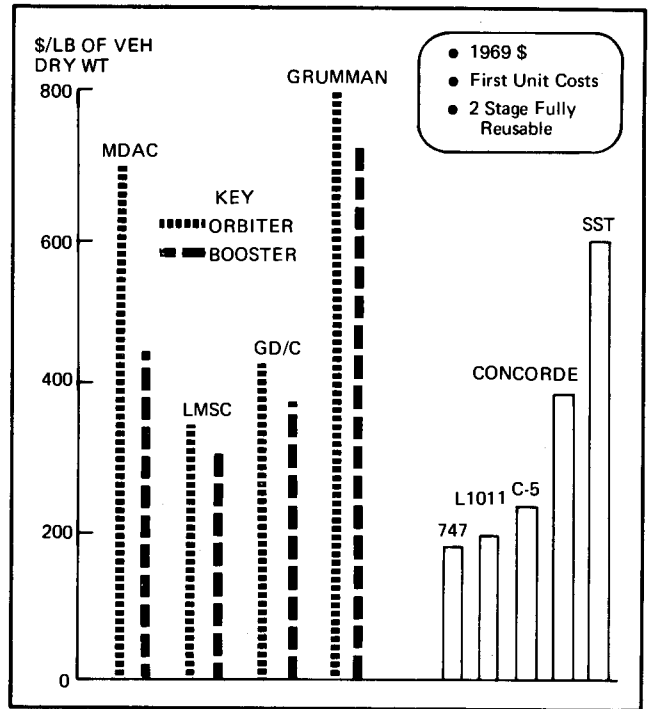 $/LB OF VEH
DRY WT
800
600
400
200
0
MDAC
LMSC
GD/C
GRUMMAN
KEY
ORBITER
BOOSTER
• 1969 $
• First Unit Costs
• 2 Stage Fully
Reusable
747
L1011
C-5
CONCORDE
SST